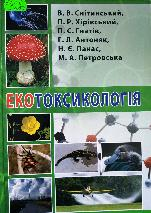 В. В. Снітинський,
П. Р. Хірівський,
П. С. Гнатів,
Г. Л. Антоняк,
Н. Є. Панас,
М. А. Петровська
ЕКОТОКСИКОЛОГІЯ